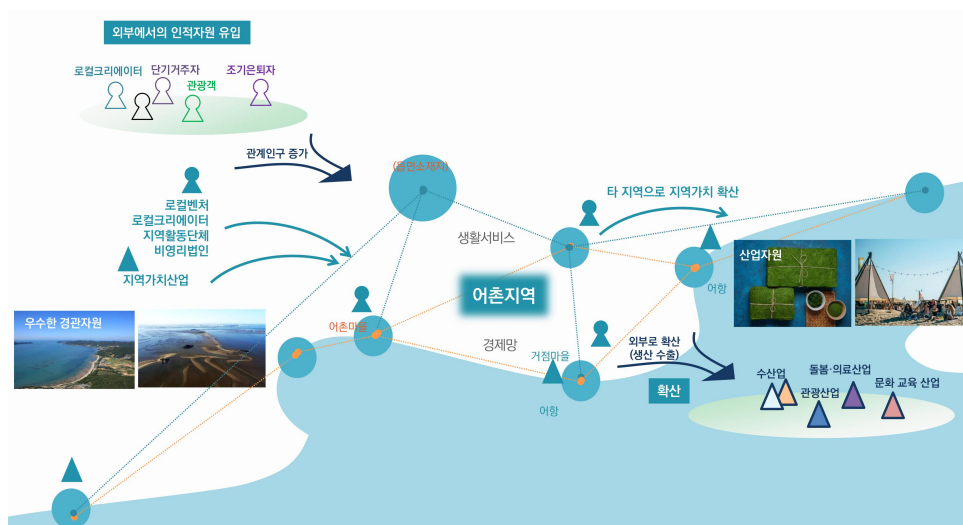 외부에서의 인적자원 유입
로컬크리에이터
단기거주자
관광객
조기은퇴자
관계인구 증가
(읍면소재지)
로컬벤처
로컬크리에이터
지역활동단체
비영리법인
지역가치산업
타 지역으로 지역가치 확산
생활서비스
어촌지역
산업자원
어항
우수한 경관자원
어촌마을
경제망
거점마을
외부로 확산
(생산 수출)
확산
어항
수산업
돌봄·의료산업
관광산업
문화 교육 산업